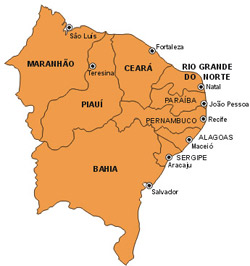 São Luís
Fortaleza
MARANHÃO
CEARÁ
RIO GRANDE
DO NORTE
Teresina
Natal
PARAÍBA
João Pessoa
PIAUÍ
PERNAMBUCO
Recife
ALAGOAS
Maceió
SERGIPE
Aracaju
BAHIA
Salvador